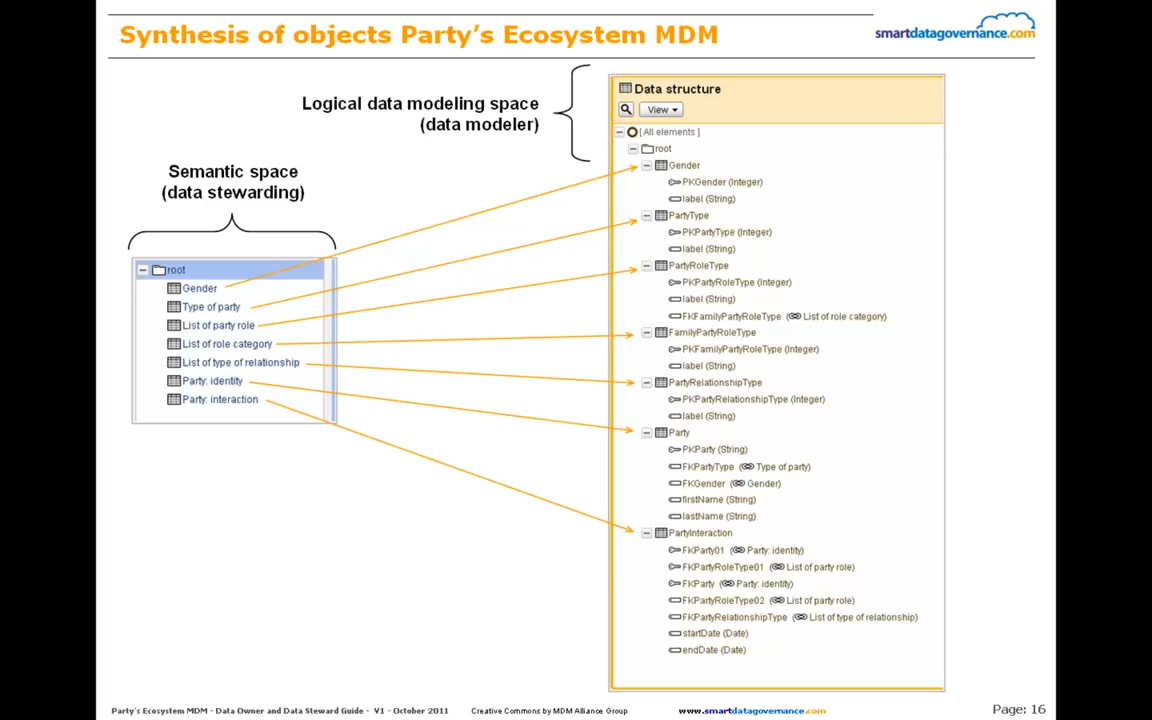 Synthesis of objects Party's Ecosystem MDM
smartdatagovernance.com
Logical data modeling space
(data modeler)
Semantic space
(data stewarding)
root
Gender
Type of party
List of party role
List of role category
List of type of relationship
Party: identity
Party: interaction
Data structure
View
[ All elements ]
root
Gender
PKGender (Integer)
label (String)
PartyType
PKPartyType (Integer)
label (String)
PartyRoleType
PKPartyRoleType (Integer)
label (String)
FKFamilyPartyRoleType ( List of role category)
FamilyPartyRoleType
PKFamilyPartyRoleType (Integer)
label (String)
PartyRelationshipType
PKPartyRelationshipType (Integer)
label (String)
Party
PKParty (String)
FKPartyType ( Type of party)
FKGender ( Gender)
firstName (String)
lastName (String)
PartyInteraction
FKParty01 ( Party: identity)
FKPartyRoleType01 ( List of party role)
FKParty ( Party: identity)
FKPartyRoleType02 ( List of party role)
FKPartyRelationshipType ( List of type of relationship)
startDate (Date)
endDate (Date)
Party's Ecosystem MDM - Data Owner and Data Steward Guide - V1 - October 2011 Creative Commons by MDM Alliance Group www.smartdatagovernance.com Page: 16